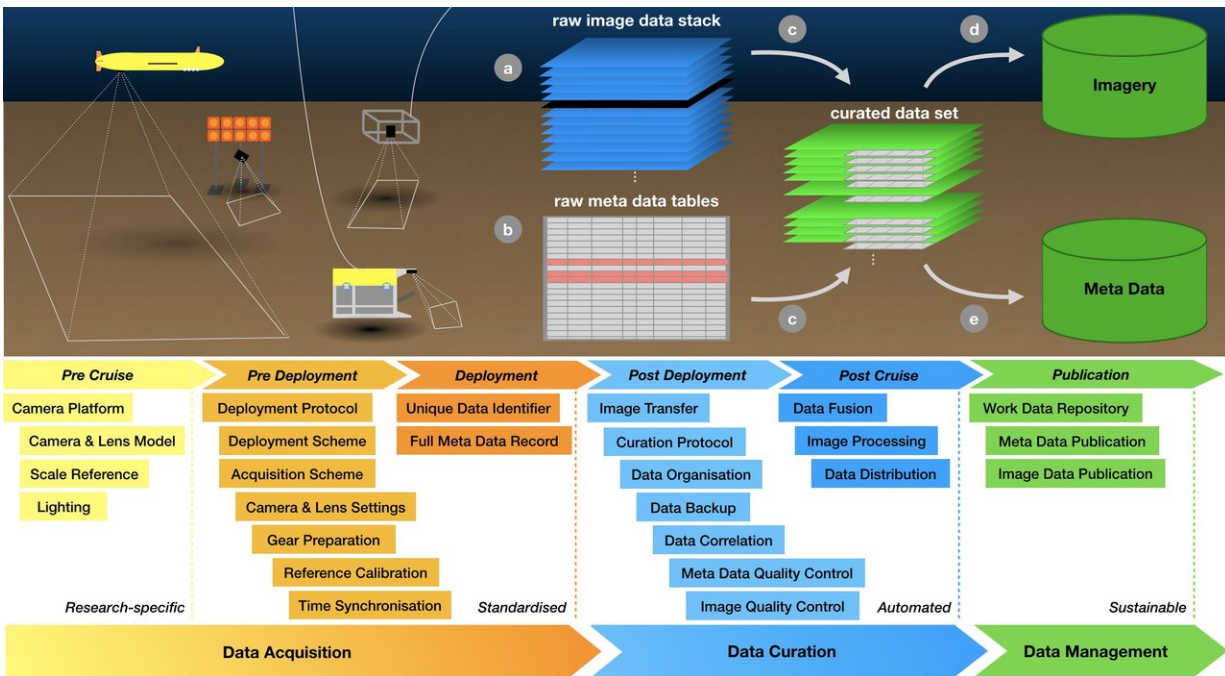 raw image data stack
a
c
d
Imagery
curated data set
raw meta data tables
b
c
e
Meta Data
Pre Cruise
Pre Deployment
Deployment
Post Deployment
Post Cruise
Publication
Camera Platform
Camera & Lens Model
Scale Reference
Lighting
Research-specific
Deployment Protocol
Deployment Scheme
Acquisition Scheme
Camera & Lens Settings
Gear Preparation
Reference Calibration
Time Synchronisation
Unique Data Identifier
Full Meta Data Record
Standardised
Image Transfer
Curation Protocol
Data Organisation
Data Backup
Data Correlation
Meta Data Quality Control
Image Quality Control
Data Fusion
Image Processing
Data Distribution
Automated
Work Data Repository
Meta Data Publication
Image Data Publication
Sustainable
Data Acquisition
Data Curation
Data Management